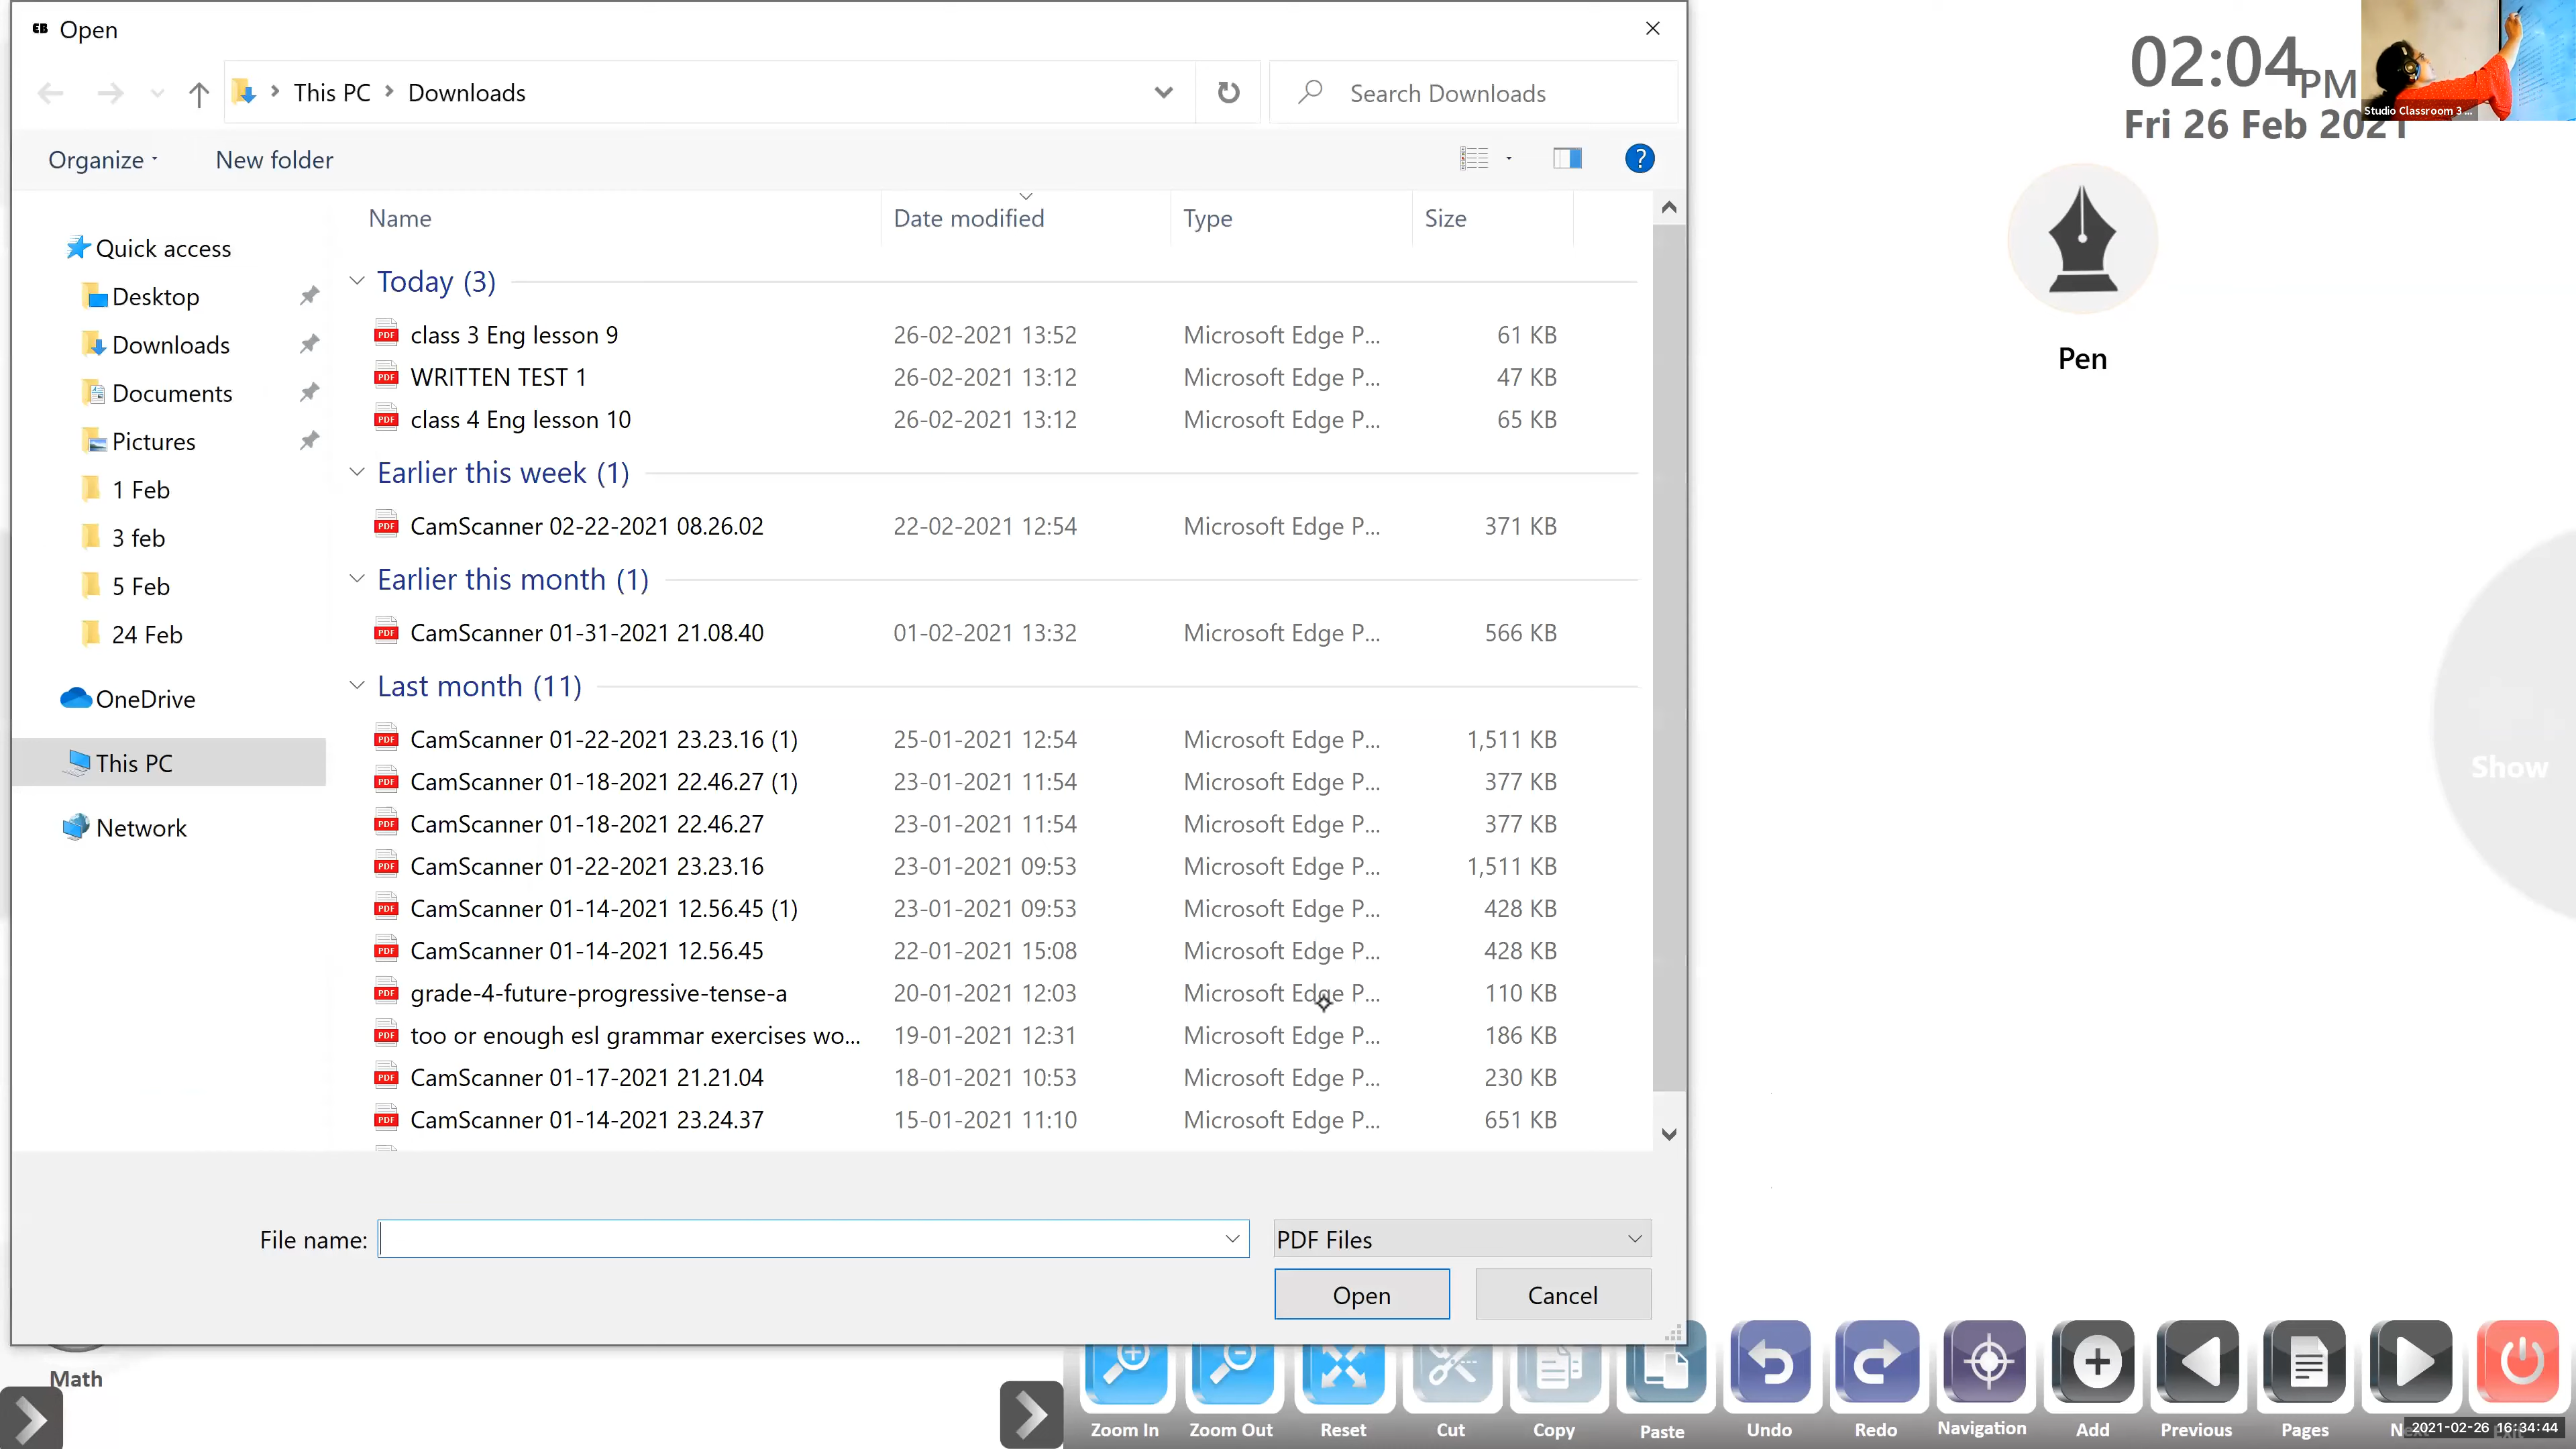 EB Open
This PC > Downloads
Search Downloads
02:04 PM
Fri 26 Feb 2021
Studio Classroom 3 ...
Organize
New folder
?
Name
Date modified
Type
Size
Quick access
Desktop
Downloads
Documents
Pictures
1 Feb
3 feb
5 Feb
24 Feb
OneDrive
This PC
Network
Today (3)
class 3 Eng lesson 9 26-02-2021 13:52 Microsoft Edge P... 61 KB
WRITTEN TEST 1 26-02-2021 13:12 Microsoft Edge P... 47 KB
class 4 Eng lesson 10 26-02-2021 13:12 Microsoft Edge P... 65 KB
Earlier this week (1)
CamScanner 02-22-2021 08.26.02 22-02-2021 12:54 Microsoft Edge P... 371 KB
Earlier this month (1)
CamScanner 01-31-2021 21.08.40 01-02-2021 13:32 Microsoft Edge P... 566 KB
Last month (11)
CamScanner 01-22-2021 23.23.16 (1) 25-01-2021 12:54 Microsoft Edge P... 1,511 KB
CamScanner 01-18-2021 22.46.27 (1) 23-01-2021 11:54 Microsoft Edge P... 377 KB
CamScanner 01-18-2021 22.46.27 23-01-2021 11:54 Microsoft Edge P... 377 KB
CamScanner 01-22-2021 23.23.16 23-01-2021 09:53 Microsoft Edge P... 1,511 KB
CamScanner 01-14-2021 12.56.45 (1) 23-01-2021 09:53 Microsoft Edge P... 428 KB
CamScanner 01-14-2021 12.56.45 22-01-2021 15:08 Microsoft Edge P... 428 KB
grade-4-future-progressive-tense-a 20-01-2021 12:03 Microsoft Edge P... 110 KB
too or enough esl grammar exercises wo... 19-01-2021 12:31 Microsoft Edge P... 186 KB
CamScanner 01-17-2021 21.21.04 18-01-2021 10:53 Microsoft Edge P... 230 KB
CamScanner 01-14-2021 23.24.37 15-01-2021 11:10 Microsoft Edge P... 651 KB
File name:
PDF Files
Open
Cancel
Pen
Show
Math
Zoom In
Zoom Out
Reset
Cut
Copy
Paste
Undo
Redo
Navigation
Add
Previous
Pages
2021-02-26 16:34:44